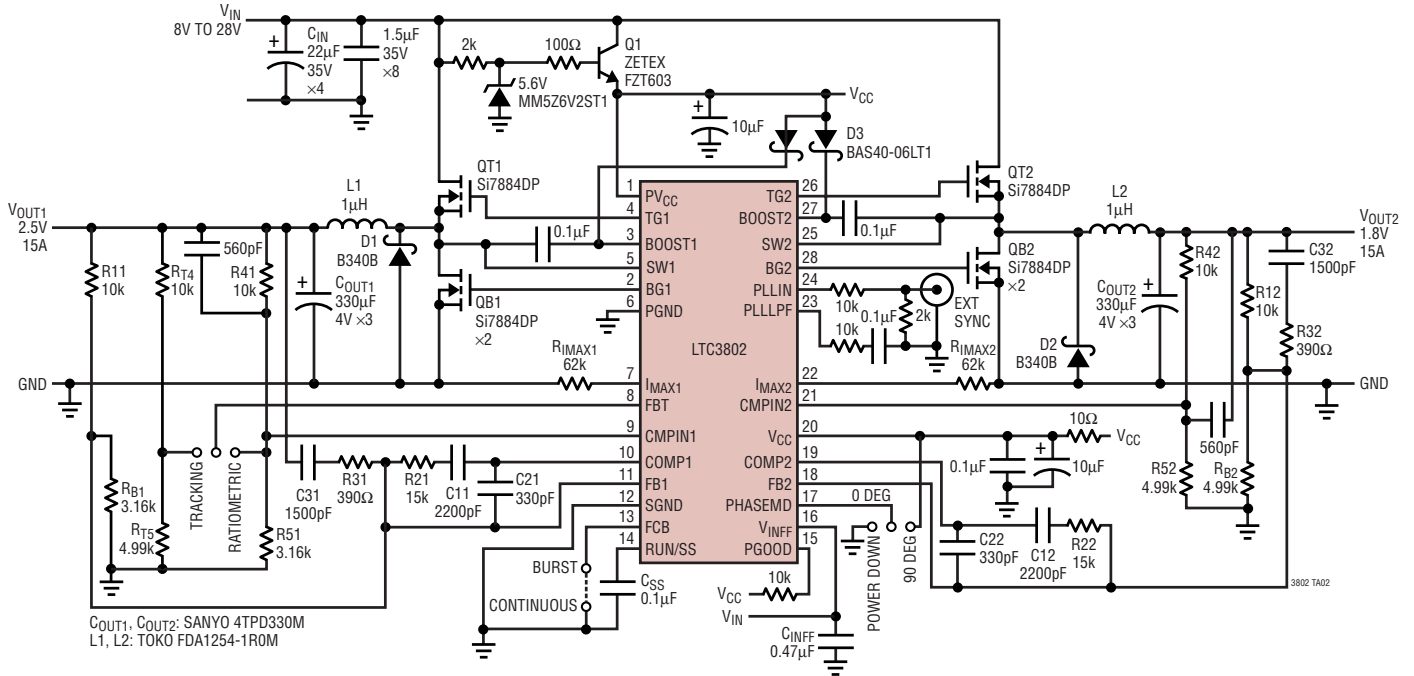 VIN
8V TO 28V
CIN
22µF
35V
×4
1.5µF
35V
×8
2k
100Ω
Q1
ZETEX
FZT603
5.6V
MM5Z6V2ST1
10µF
VCC
D3
BAS40-06LT1
QT1
Si7884DP
QT2
Si7884DP
VOUT1
2.5V
15A
L1
1µH
560pF
D1
B340B
0.1µF
R11
10k
RT4
10k
R41
10k
COUT1
330µF
4V ×3
QB1
Si7884DP
×2
1
PVCC
4
TG1
3
BOOST1
5
SW1
2
BG1
6
PGND
LTC3802
RIMAX1
62k
7
IMAX1
8
FBT
9
CMPIN1
10
COMP1
11
FB1
12
SGND
13
FCB
14
RUN/SS
26
TG2
27
BOOST2
25
SW2
28
BG2
24
PLLIN
23
PLLLPF
22
IMAX2
21
CMPIN2
20
VCC
19
COMP2
18
FB2
17
PHASEMD
16
VINFF
15
PGOOD
0.1µF
10k
0.1µF
2k
10k
EXT
SYNC
RIMAX2
62k
QB2
Si7884DP
×2
L2
1µH
VOUT2
1.8V
15A
R42
10k
C32
1500pF
COUT2
330µF
4V ×3
R12
10k
R32
390Ω
D2
B340B
GND
GND
10Ω
VCC
0.1µF
10µF
560pF
R52
4.99k
RB2
4.99k
RB1
3.16k
RT5
4.99k
TRACKING
RATIOMETRIC
R51
3.16k
C31
1500pF
R31
390Ω
R21
15k
C11
2200pF
C21
330pF
BURST
CONTINUOUS
CSS
0.1µF
10k
VCC
VIN
CINFF
0.47µF
0 DEG
POWER DOWN
90 DEG
C22
330pF
C12
2200pF
R22
15k
3802 TA02
COUT1, COUT2: SANYO 4TPD330M
L1, L2: TOKO FDA1254-1R0M